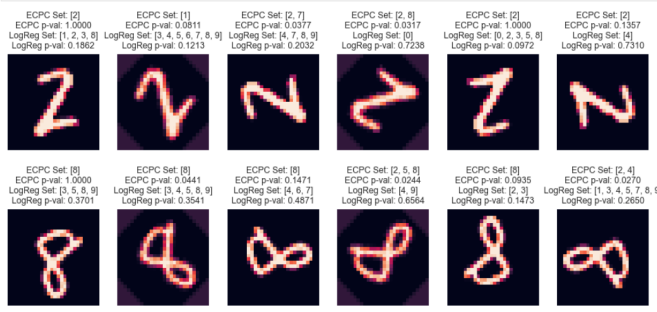 ECPC Set: [2]
ECPC p-val: 1.0000
LogReg Set: [1, 2, 3, 8]
LogReg p-val: 0.1862
ECPC Set: [1]
ECPC p-val: 0.0811
LogReg Set: [3, 4, 5, 6, 7, 8, 9]
LogReg p-val: 0.1213
ECPC Set: [2, 7]
ECPC p-val: 0.0377
LogReg Set: [4, 7, 8, 9]
LogReg p-val: 0.2032
ECPC Set: [2, 8]
ECPC p-val: 0.0317
LogReg Set: [0]
LogReg p-val: 0.7238
ECPC Set: [2]
ECPC p-val: 1.0000
LogReg Set: [0, 2, 3, 5, 8]
LogReg p-val: 0.0972
ECPC Set: [2]
ECPC p-val: 0.1357
LogReg Set: [4]
LogReg p-val: 0.7310
ECPC Set: [8]
ECPC p-val: 1.0000
LogReg Set: [3, 5, 8, 9]
LogReg p-val: 0.3701
ECPC Set: [8]
ECPC p-val: 0.0441
LogReg Set: [3, 4, 5, 8, 9]
LogReg p-val: 0.3541
ECPC Set: [8]
ECPC p-val: 0.1471
LogReg Set: [4, 6, 7]
LogReg p-val: 0.4871
ECPC Set: [2, 5, 8]
ECPC p-val: 0.0244
LogReg Set: [4, 9]
LogReg p-val: 0.6564
ECPC Set: [8]
ECPC p-val: 0.0935
LogReg Set: [2, 3]
LogReg p-val: 0.1473
ECPC Set: [2, 4]
ECPC p-val: 0.0270
LogReg Set: [1, 3, 4, 5, 7, 8, 9
LogReg p-val: 0.2650